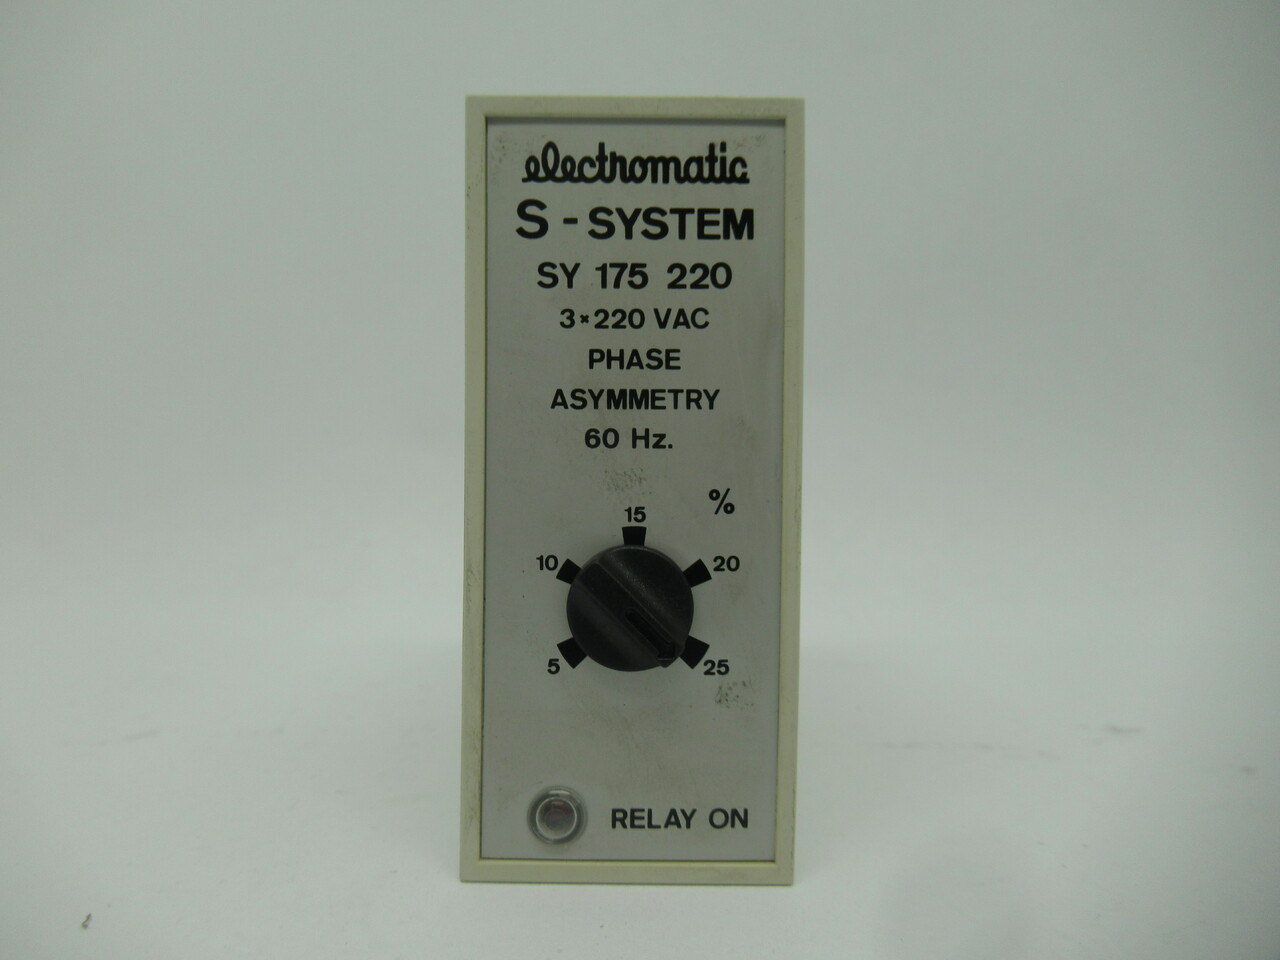 electromatic
S - SYSTEM
SY 175 220
3×220 VAC
PHASE
ASYMMETRY
60 Hz.
%
15
10 20
5 25
RELAY ON